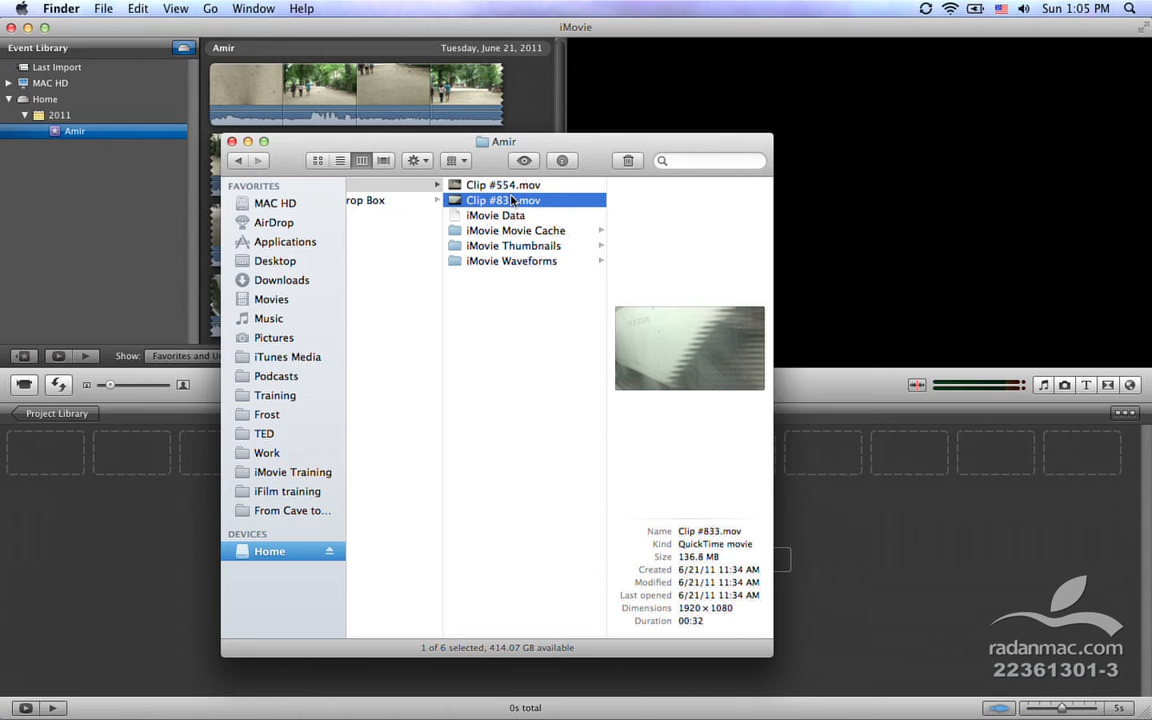 Finder File Edit View Go Window Help Sun 1:05 PM
iMovie
Event Library
Amir Tuesday, June 21, 2011
Last Import
MAC HD
Home
2011
Amir
Amir
FAVORITES
MAC HD
AirDrop
Applications
Desktop
Downloads
Movies
Music
Pictures
iTunes Media
Podcasts
Training
Frost
TED
Work
iMovie Training
iFilm training
From Cave to...
DEVICES
Home
rop Box
Clip #554.mov
Clip #83 mov
iMovie Data
iMovie Movie Cache
iMovie Thumbnails
iMovie Waveforms
Name Clip #833.mov
Kind QuickTime movie
Size 136.8 MB
Created 6/21/11 11:34 AM
Modified 6/21/11 11:34 AM
Last opened 6/21/11 11:34 AM
Dimensions 1920 × 1080
Duration 00:32
1 of 6 selected, 414.07 GB available
Show: Favorites and Un
Project Library
0s total
5s
radanmac.com
22361301-3